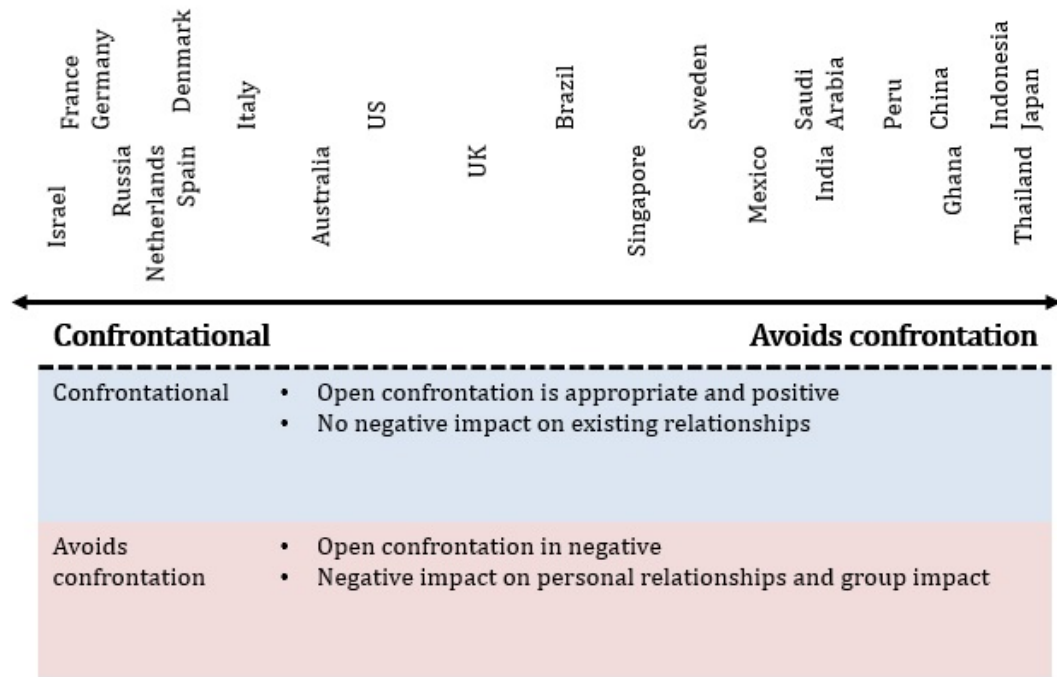 France
Germany
Denmark
Italy
US
Brazil
Sweden
Saudi
Arabia
Peru
China
Indonesia
Japan
Israel
Russia
Netherlands
Spain
Australia
UK
Singapore
Mexico
India
Ghana
Thailand
Confrontational Avoids confrontation
Confrontational • Open confrontation is appropriate and positive
• No negative impact on existing relationships
Avoids • Open confrontation in negative
confrontation • Negative impact on personal relationships and group impact